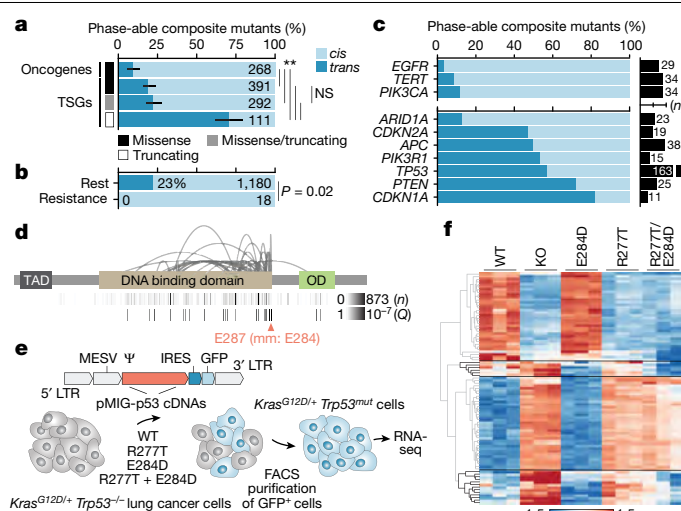 a
Phase-able composite mutants (%)
0 25 50 75 100
Oncogenes
TSGs
268
391
292
111
**
NS
cis
trans
Missense
Missense/truncating
Truncating
b
Rest
Resistance
23%
1,180
0
18
P = 0.02
c
Phase-able composite mutants (%)
0 20 40 60 80 100
EGFR 29
TERT 34
PIK3CA 34
(n
ARID1A 23
CDKN2A 19
APC 38
PIK3R1 15
TP53 163
PTEN 25
CDKN1A 11
d
TAD
DNA binding domain
OD
0 873 (n)
1 10⁻⁷ (Q)
E287 (mm: E284)
e
MESV Ψ IRES GFP
5′ LTR
3′ LTR
pMIG-p53 cDNAs
WT
R277T
E284D
R277T + E284D
KrasG12D/+ Trp53–/– lung cancer cells
FACS
purification
of GFP+ cells
KrasG12D/+ Trp53mut cells
RNA-
seq
f
WT
KO
E284D
R277T
R277T/
E284D